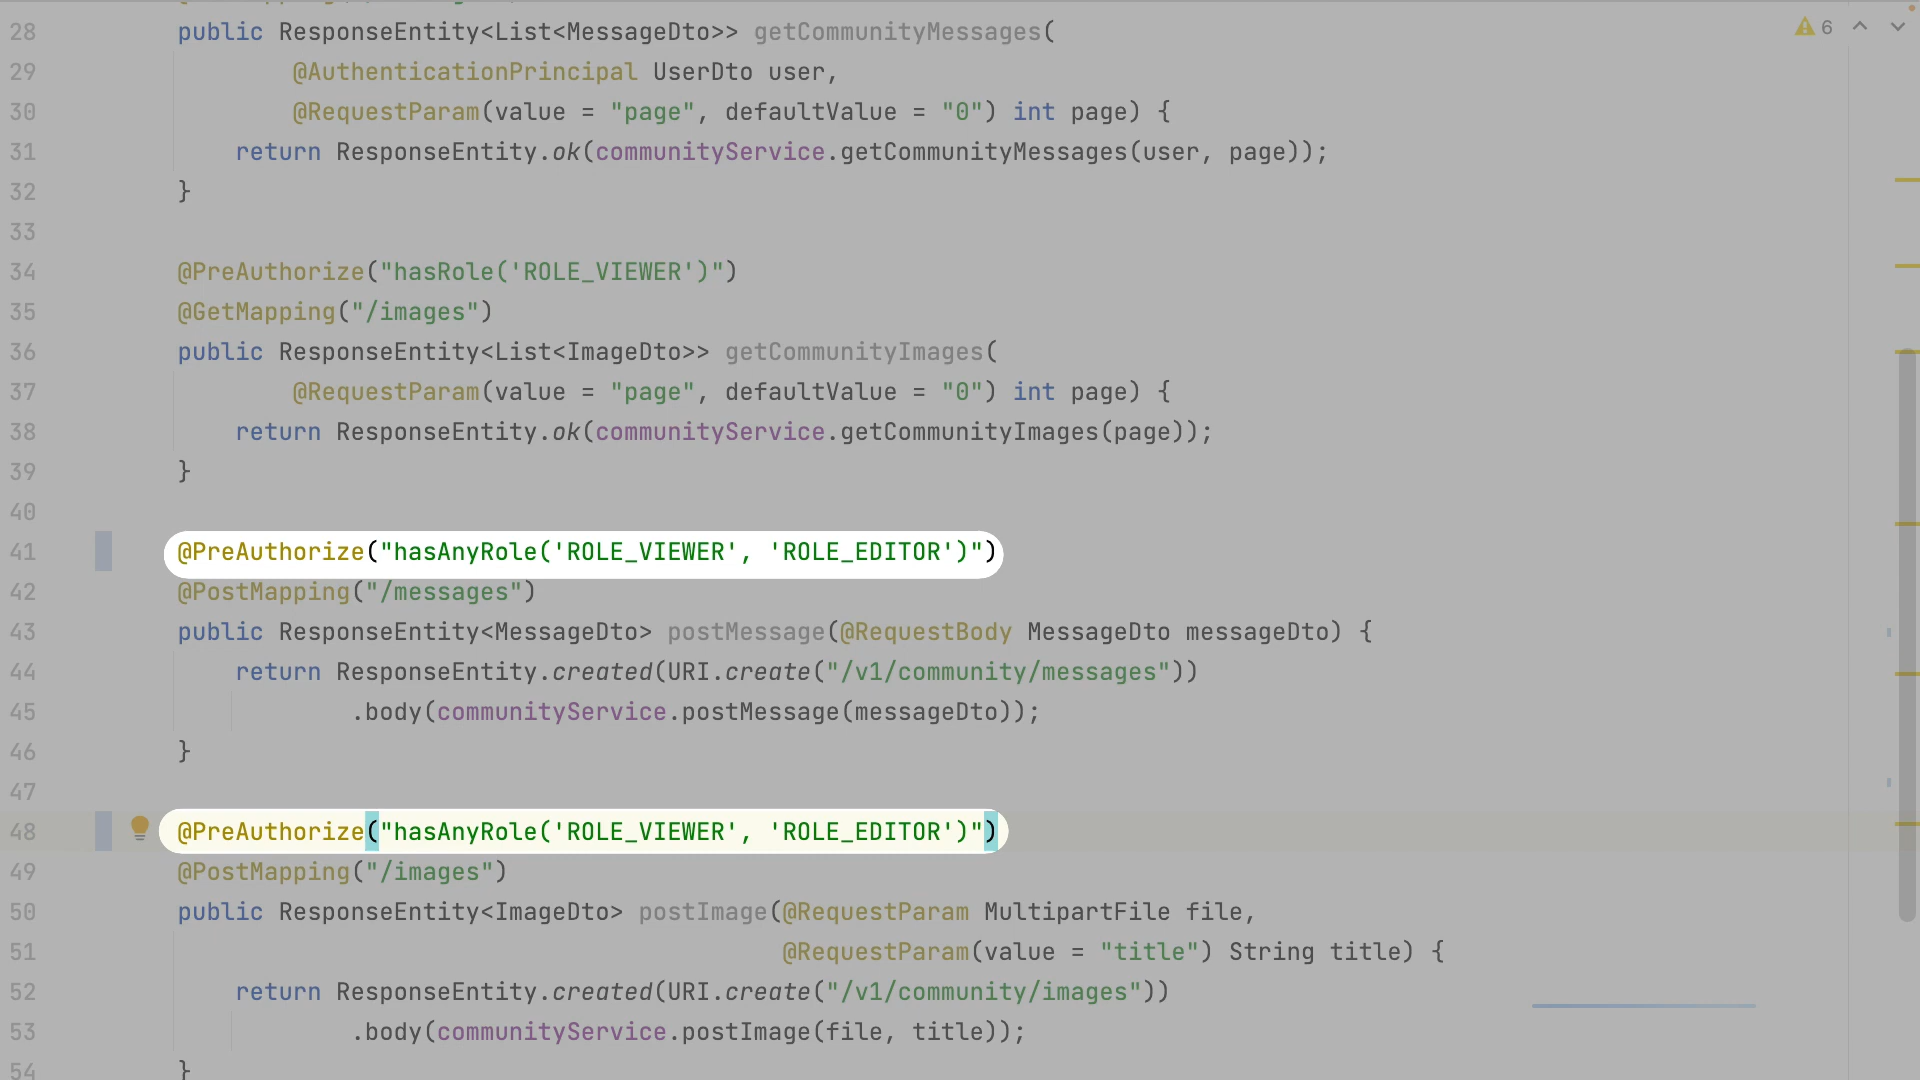 28 public ResponseEntity<List<MessageDto>> getCommunityMessages(
6
29 @AuthenticationPrincipal UserDto user,
30 @RequestParam(value = "page", defaultValue = "0") int page) {
31 return ResponseEntity.ok(communityService.getCommunityMessages(user, page));
32 }
33
34 @PreAuthorize("hasRole('ROLE_VIEWER')")
35 @GetMapping("/images")
36 public ResponseEntity<List<ImageDto>> getCommunityImages(
37 @RequestParam(value = "page", defaultValue = "0") int page) {
38 return ResponseEntity.ok(communityService.getCommunityImages(page));
39 }
40
41 @PreAuthorize("hasAnyRole('ROLE_VIEWER', 'ROLE_EDITOR')")
42 @PostMapping("/messages")
43 public ResponseEntity<MessageDto> postMessage(@RequestBody MessageDto messageDto) {
44 return ResponseEntity.created(URI.create("/v1/community/messages"))
45 .body(communityService.postMessage(messageDto));
46 }
47
48 @PreAuthorize("hasAnyRole('ROLE_VIEWER', 'ROLE_EDITOR')")
49 @PostMapping("/images")
50 public ResponseEntity<ImageDto> postImage(@RequestParam MultipartFile file,
51 @RequestParam(value = "title") String title) {
52 return ResponseEntity.created(URI.create("/v1/community/images"))
53 .body(communityService.postImage(file, title));
54 }